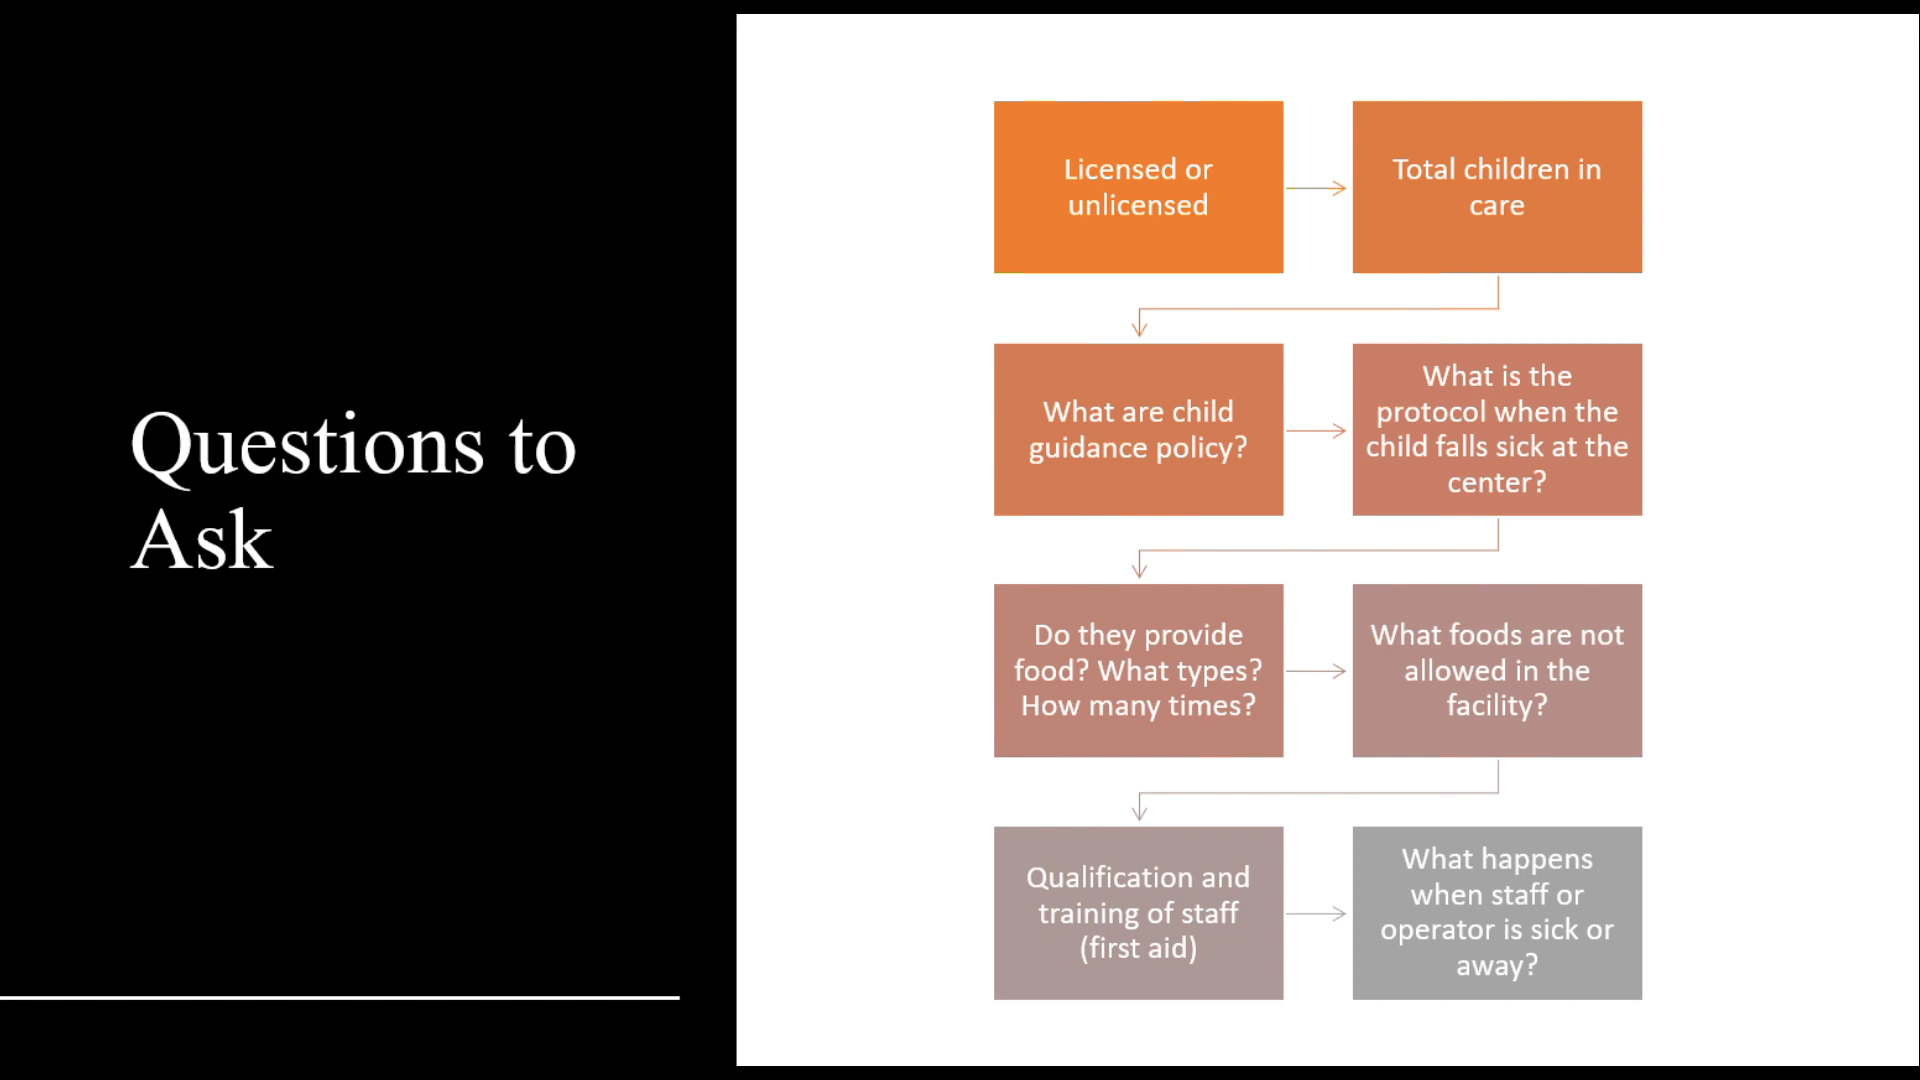 Questions to
Ask
Licensed or
unlicensed
Total children in
care
What are child
guidance policy?
What is the
protocol when the
child falls sick at the
center?
Do they provide
food? What types?
How many times?
What foods are not
allowed in the
facility?
Qualification and
training of staff
(first aid)
What happens
when staff or
operator is sick or
away?